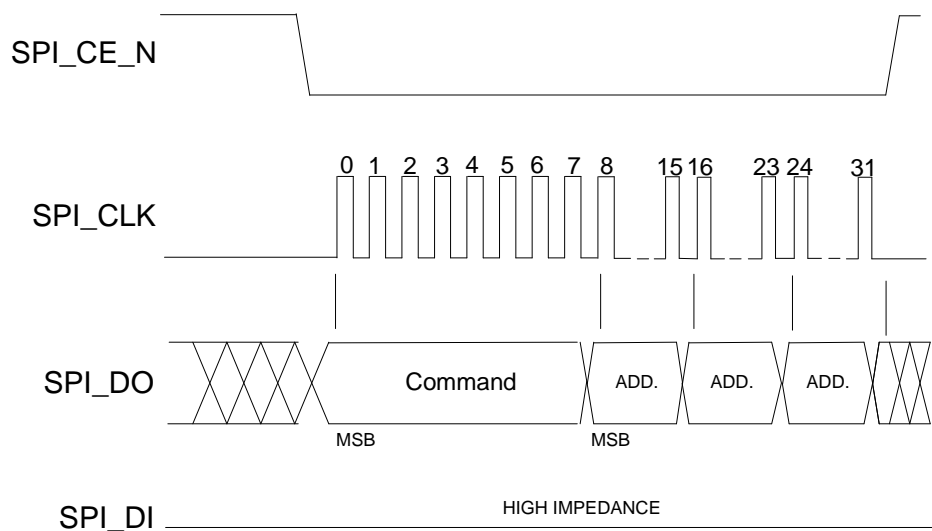 SPI_CE_N
0 1 2 3 4 5 6 7 8 15 16 23 24 31
SPI_CLK
SPI_DO
Command ADD. ADD. ADD.
MSB MSB
SPI_DI
HIGH IMPEDANCE